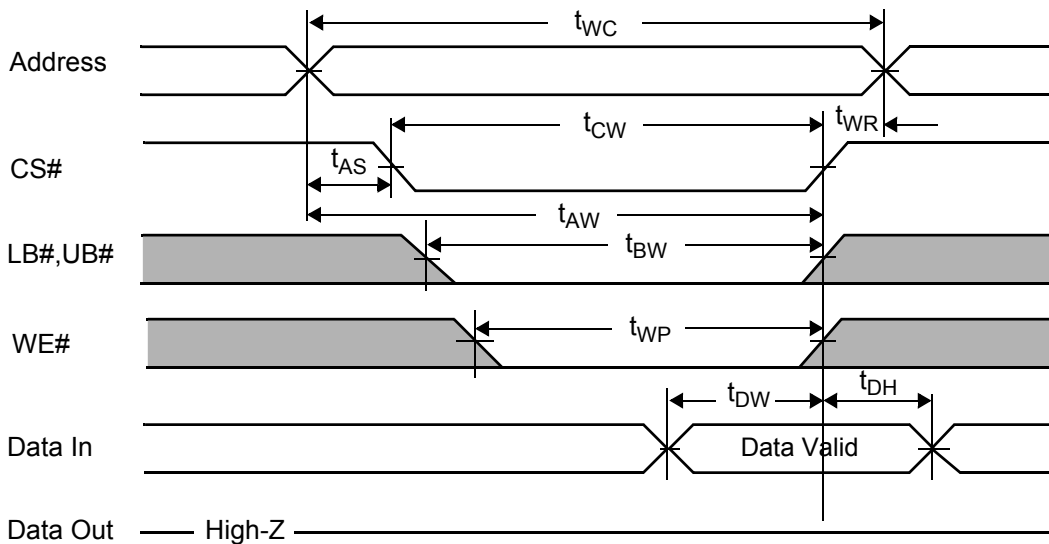 tWC
Address
tCW
tWR
CS#
tAS
tAW
LB#,UB#
tBW
WE#
tWP
tDW
tDH
Data In
Data Valid
Data Out
High-Z